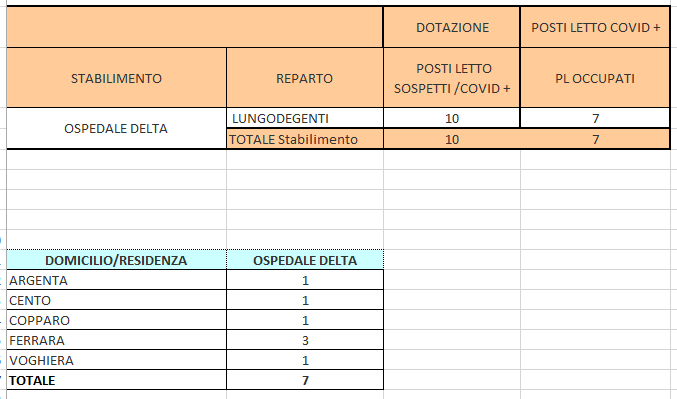 DOTAZIONE POSTI LETTO COVID +
STABILIMENTO REPARTO POSTI LETTO SOSPETTI /COVID + PL OCCUPATI
OSPEDALE DELTA LUNGODEGENTI 10 7
TOTALE Stabilimento 10 7
DOMICILIO/RESIDENZA OSPEDALE DELTA
ARGENTA 1
CENTO 1
COPPARO 1
FERRARA 3
VOGHIERA 1
TOTALE 7